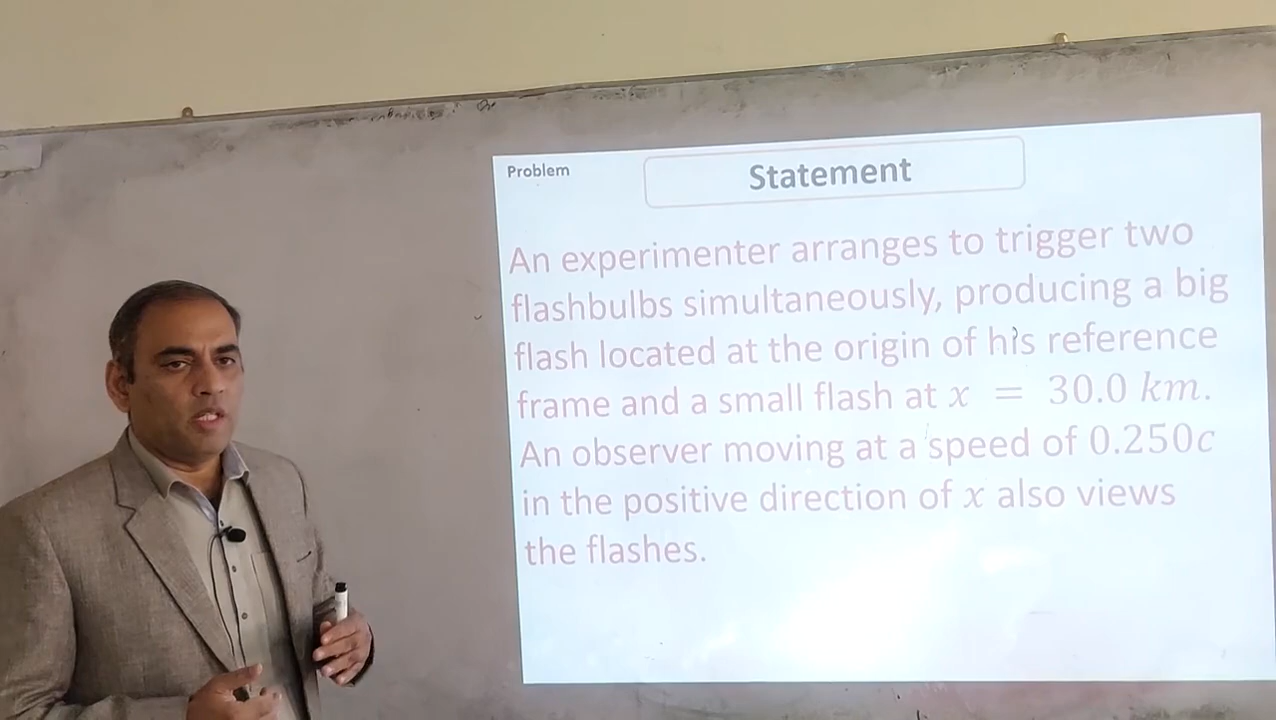 Problem
Statement
An experimenter arranges to trigger two
flashbulbs simultaneously, producing a big
flash located at the origin of his reference
frame and a small flash at x = 30.0 km.
An observer moving at a speed of 0.250c
in the positive direction of x also views
the flashes.